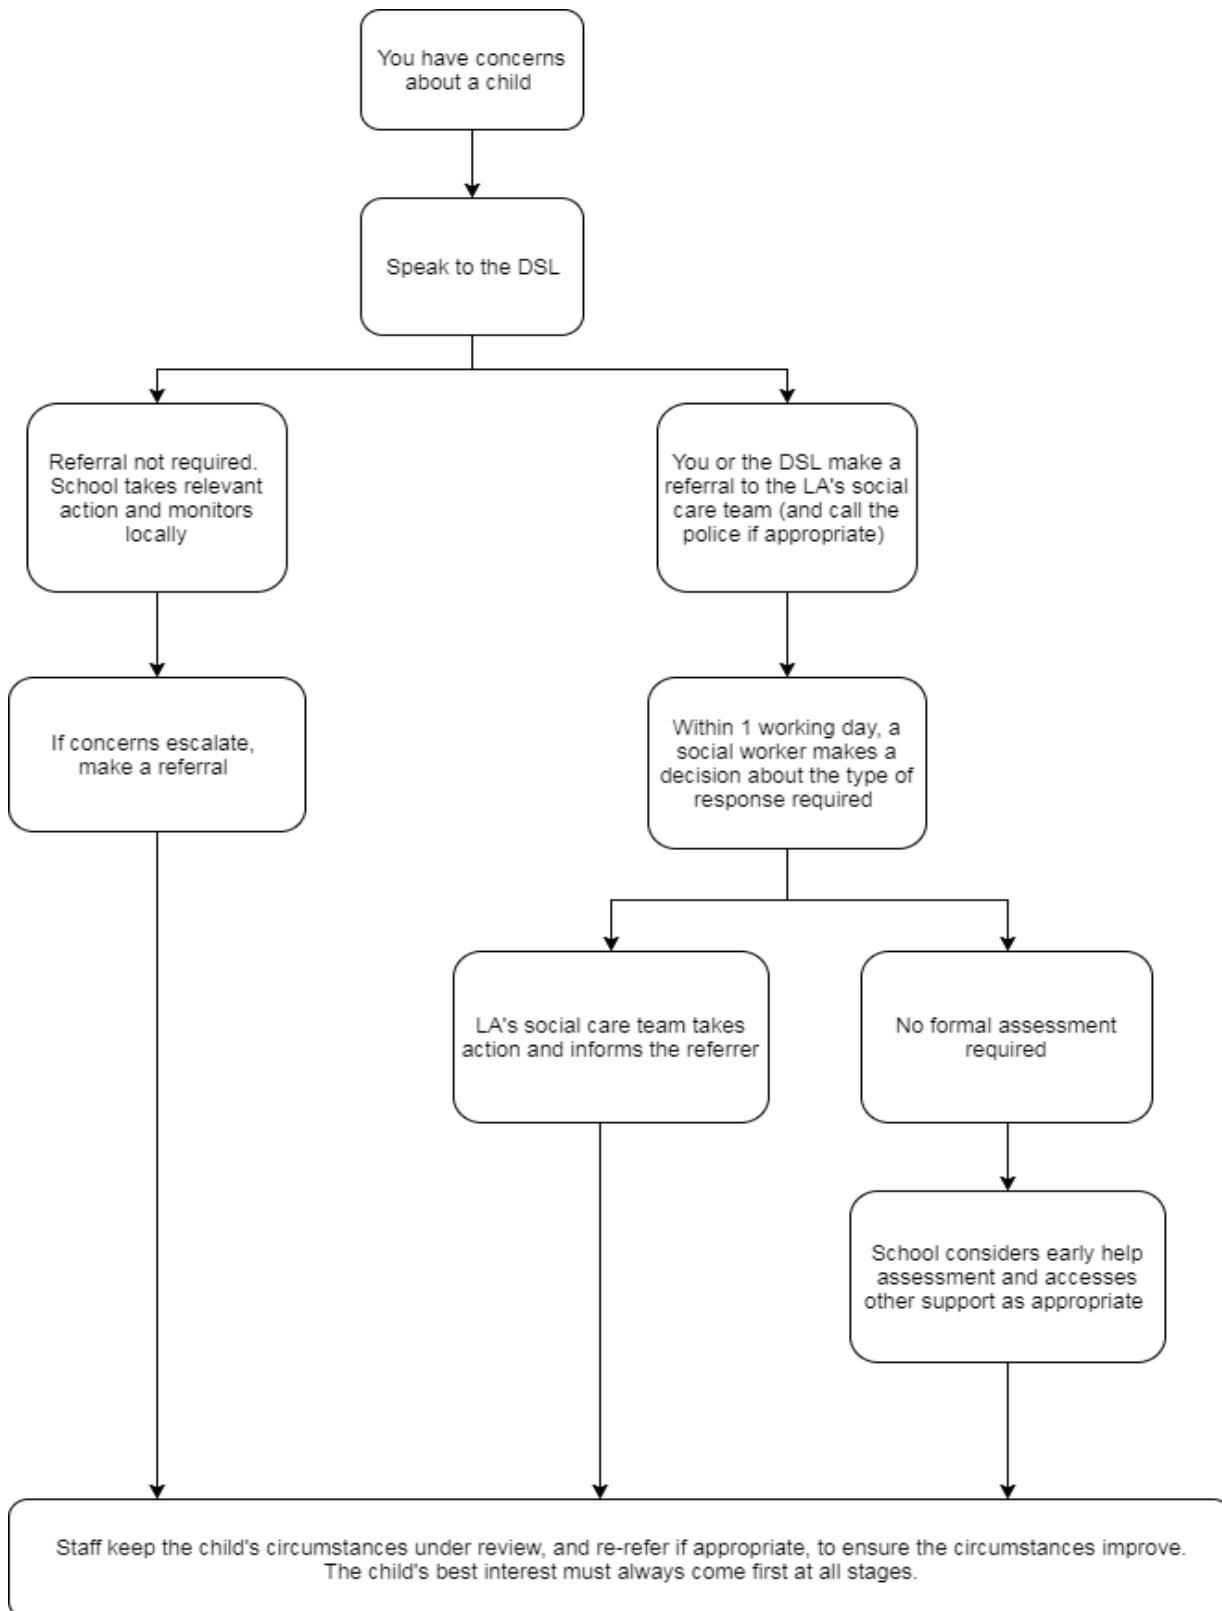 You have concerns
about a child
Speak to the DSL
Referral not required.
School takes relevant
action and monitors
locally
You or the DSL make a
referral to the LA's social
care team (and call the
police if appropriate)
If concerns escalate,
make a referral
Within 1 working day, a
social worker makes a
decision about the type of
response required
LA's social care team takes
action and informs the referrer
No formal assessment
required
School considers early help
assessment and accesses
other support as appropriate
Staff keep the child's circumstances under review, and re-refer if appropriate, to ensure the circumstances improve.
The child's best interest must always come first at all stages.